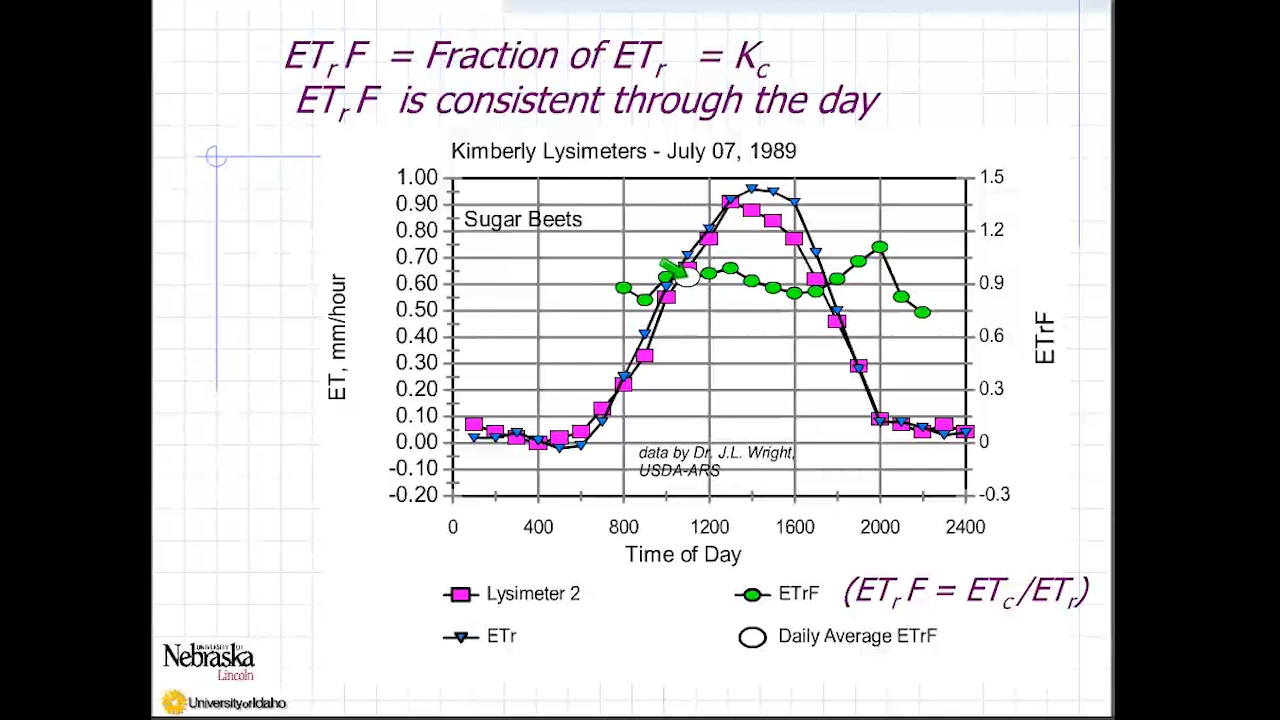 ETrF = Fraction of ETr = Kc
ETrF is consistent through the day
Kimberly Lysimeters - July 07, 1989
1.00
0.90
0.80
0.70
0.60
0.50
0.40
0.30
0.20
0.10
0.00
-0.10
-0.20
ET, mm/hour
Sugar Beets
1.5
1.2
0.9
0.6
0.3
0
-0.3
ETrF
data by Dr. J.L. Wright,
USDA-ARS
0 400 800 1200 1600 2000 2400
Time of Day
Lysimeter 2
ETrF
(ETrF = ETc/ETr)
ETr
Daily Average ETrF
UNIVERSITY OF
Nebraska
Lincoln
University of Idaho